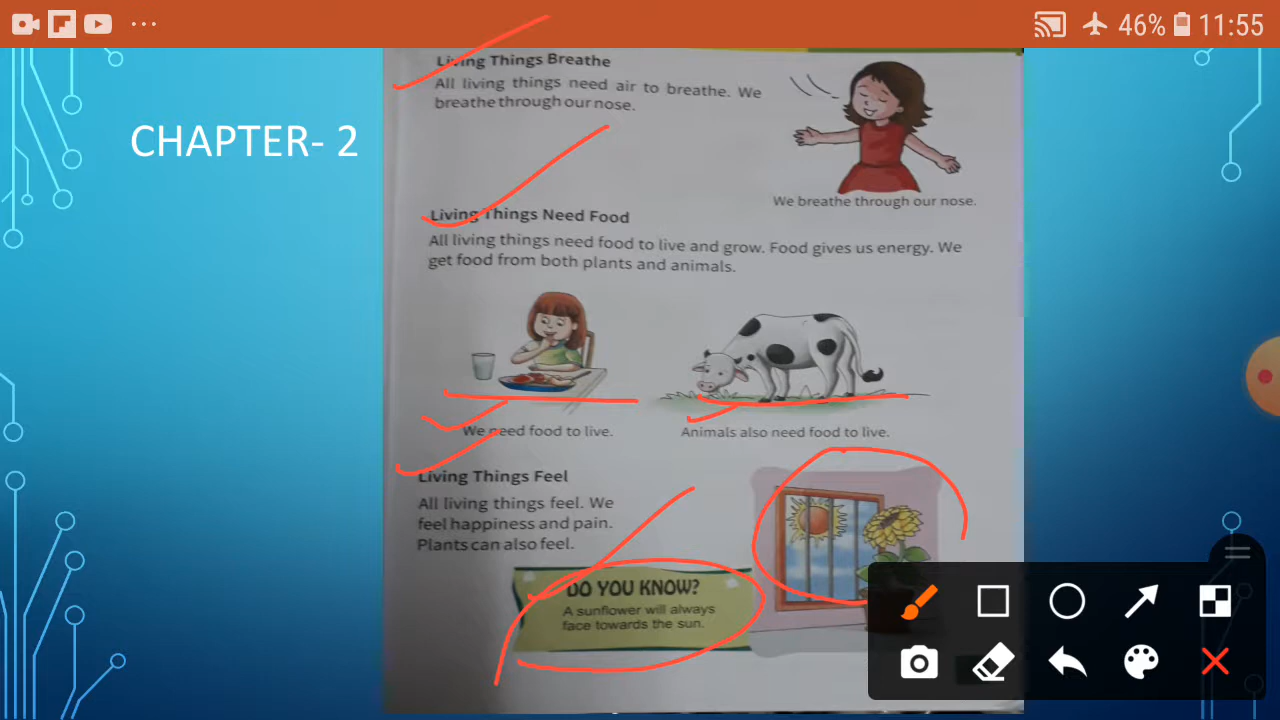 46% 11:55
CHAPTER- 2
Living Things Breathe
All living things need air to breathe. We
breathe through our nose.
We breathe through our nose.
Living Things Need Food
All living things need food to live and grow. Food gives us energy. We
get food from both plants and animals.
We need food to live.
Animals also need food to live.
Living Things Feel
All living things feel. We
feel happiness and pain.
Plants can also feel.
DO YOU KNOW?
A sunflower will always
face towards the sun.